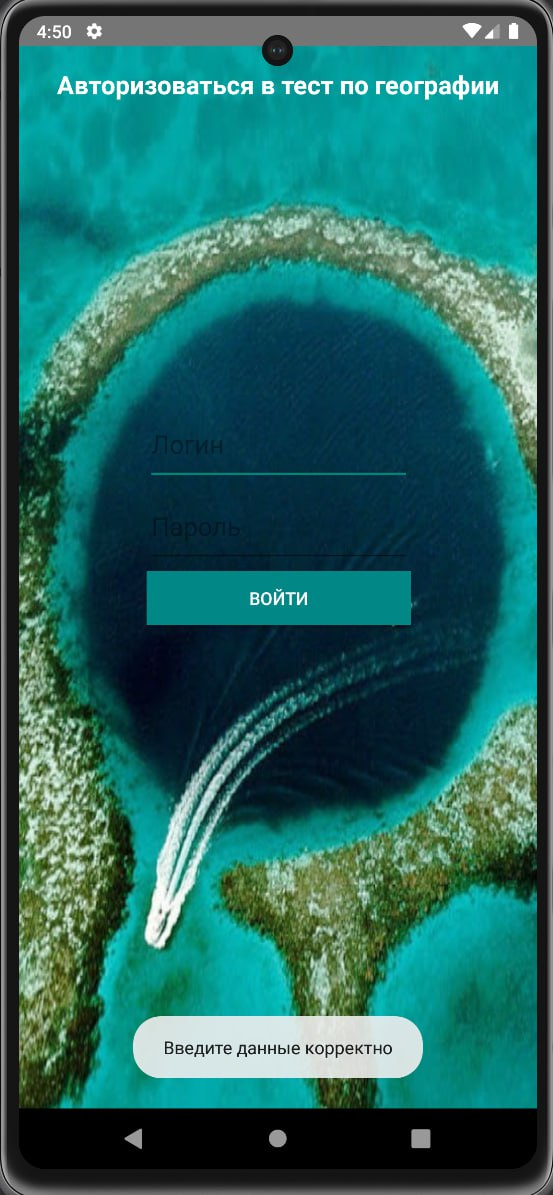 4:50
Авторизоваться в тест по географии
Логин
Пароль
ВОЙТИ
Введите данные корректно